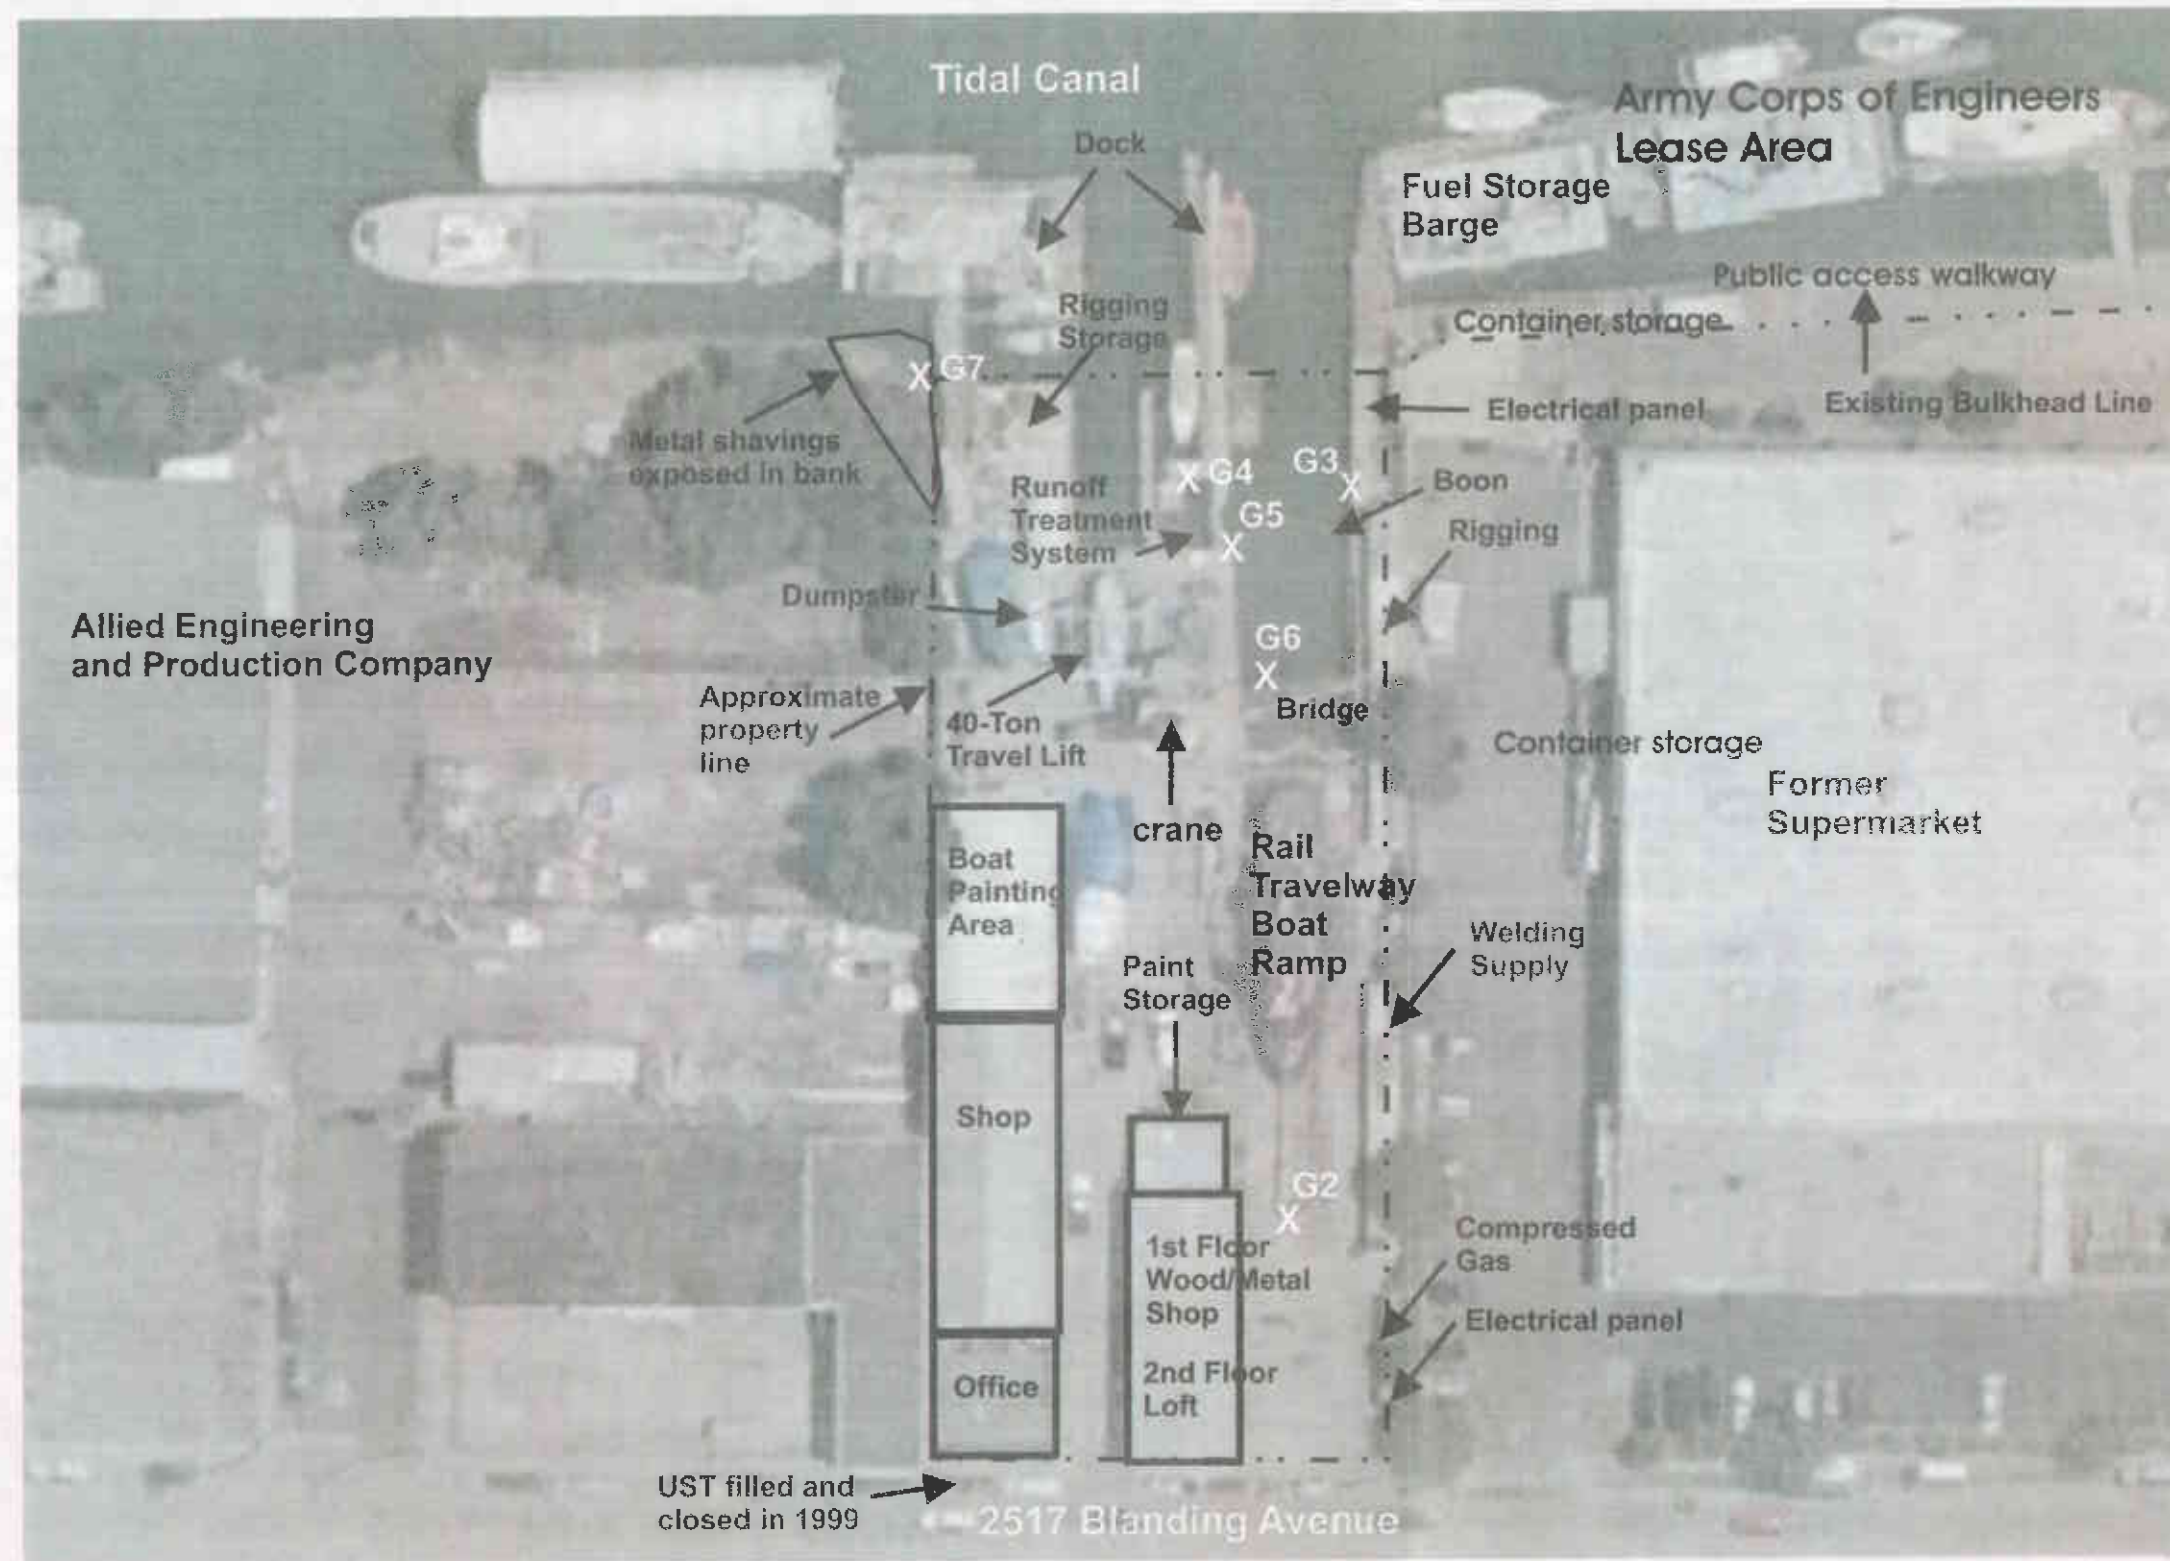 Tidal Canal
Army Corps of Engineers
Lease Area
Dock
Fuel Storage
Barge
Public access walkway
Rigging
Storage
Container storage
X G7
Electrical panel
Existing Bulkhead Line
Metal shavings
exposed in bank
Runoff
Treatment
System
X G4
G3
X
Boon
G5
X
Rigging
Dumpster
Allied Engineering
and Production Company
G6
X
Bridge
Approximate
property
line
40-Ton
Travel Lift
Container storage
Former
Supermarket
crane
Boat
Painting
Area
Rail
Travelway
Boat
Ramp
Paint
Storage
Welding
Supply
Shop
G2
X
1st Floor
Wood/Metal
Shop
2nd Floor
Loft
Compressed
Gas
Electrical panel
Office
UST filled and
closed in 1999
2517 Blanding Avenue